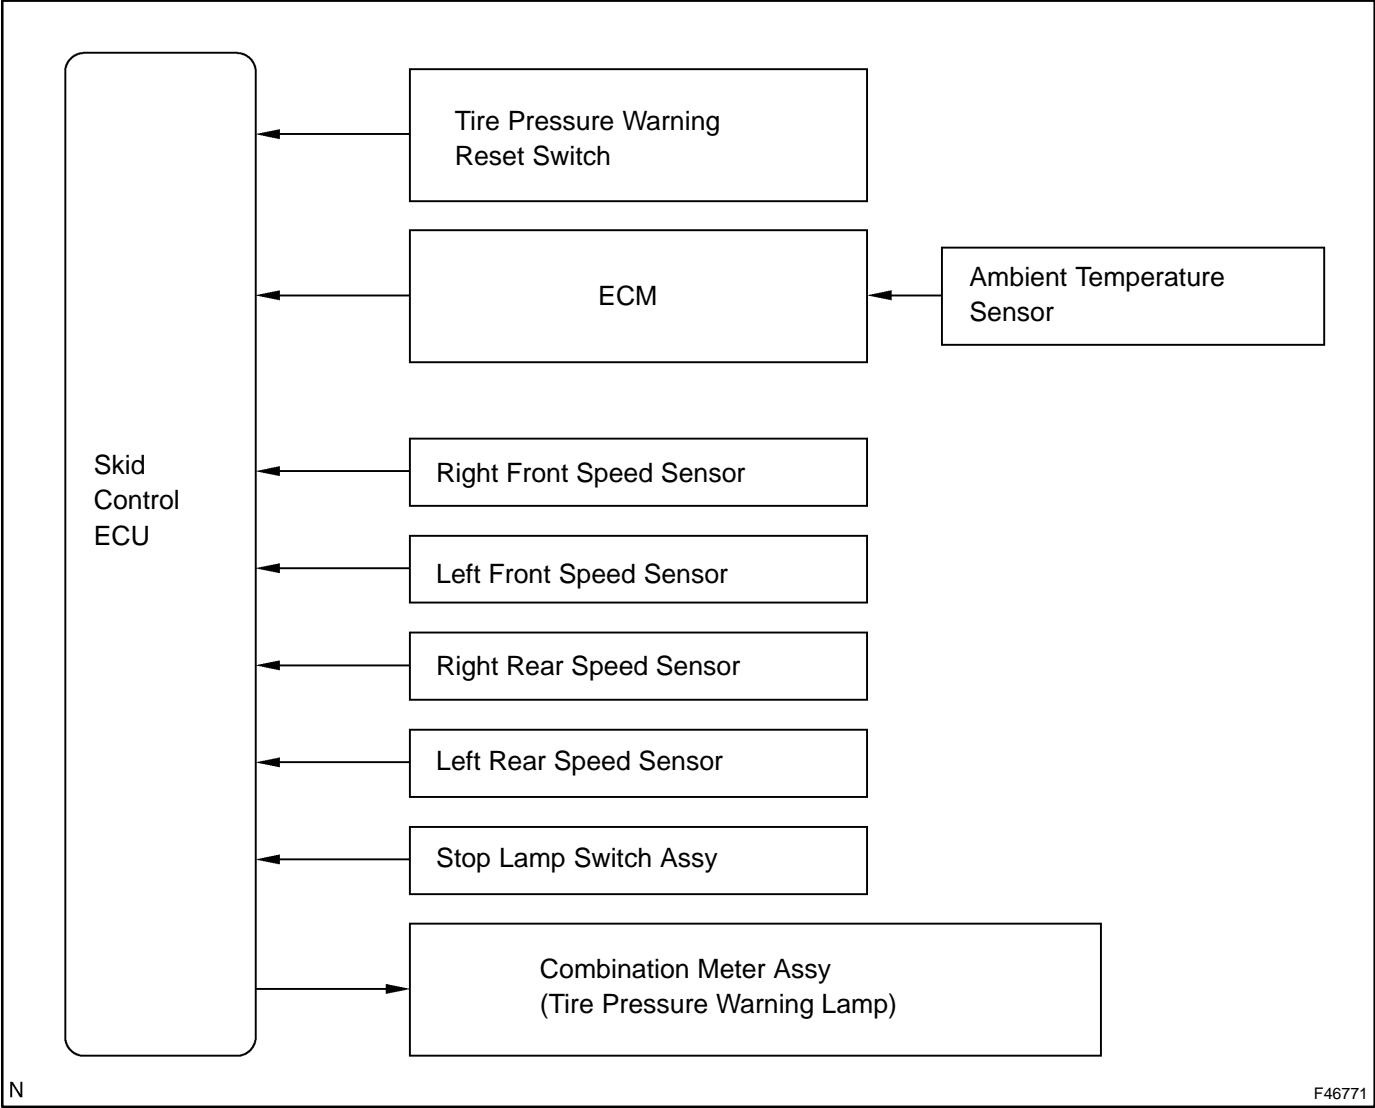 Tire Pressure Warning
Reset Switch
ECM
Ambient Temperature
Sensor
Skid
Control
ECU
Right Front Speed Sensor
Left Front Speed Sensor
Right Rear Speed Sensor
Left Rear Speed Sensor
Stop Lamp Switch Assy
Combination Meter Assy
(Tire Pressure Warning Lamp)
N
F46771